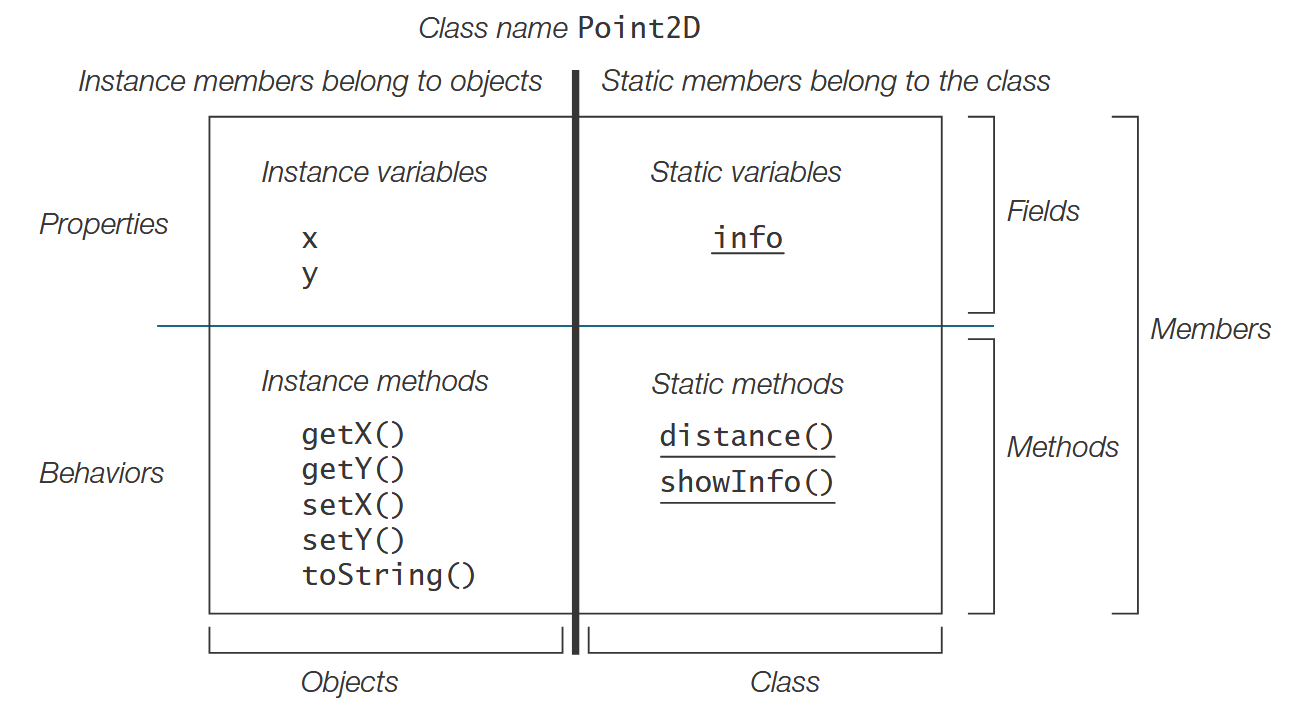 Class name Point2D
Instance members belong to objects
Static members belong to the class
Instance variables
Static variables
Properties
x
y
info
Fields
Members
Instance methods
Static methods
Behaviors
getX()
getY()
setX()
setY()
toString()
distance()
showInfo()
Methods
Objects
Class